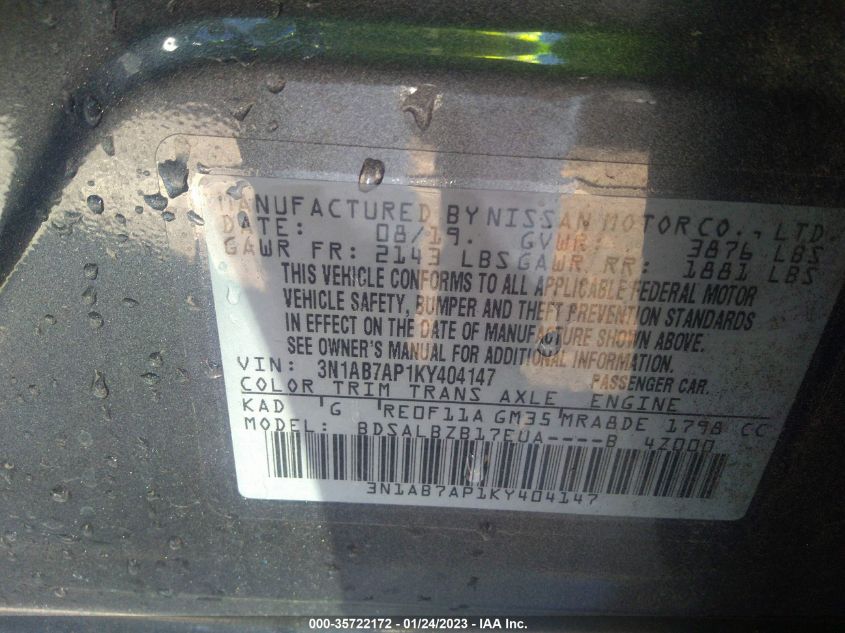 MANUFACTURED BY NISSAN MOTOR CO., LTD.
DATE: 08/19. GVWR: 3876 LBS
GAWR FR: 2143 LBS GAWR RR: 1881 LBS
THIS VEHICLE CONFORMS TO ALL APPLICABLE FEDERAL MOTOR
VEHICLE SAFETY, BUMPER AND THEFT PREVENTION STANDARDS
IN EFFECT ON THE DATE OF MANUFACTURE SHOWN ABOVE.
SEE OWNER'S MANUAL FOR ADDITIONAL INFORMATION.
VIN: 3N1AB7AP1KY404147 PASSENGER CAR.
COLOR TRIM TRANS AXLE ENGINE
KAD G RE0F11A GM35 MRA8DE 1798 CC
MODEL: BDSALBZB17EUA----B 4Z000
3N1AB7AP1KY404147
000-35722172 - 01/24/2023 - IAA Inc.